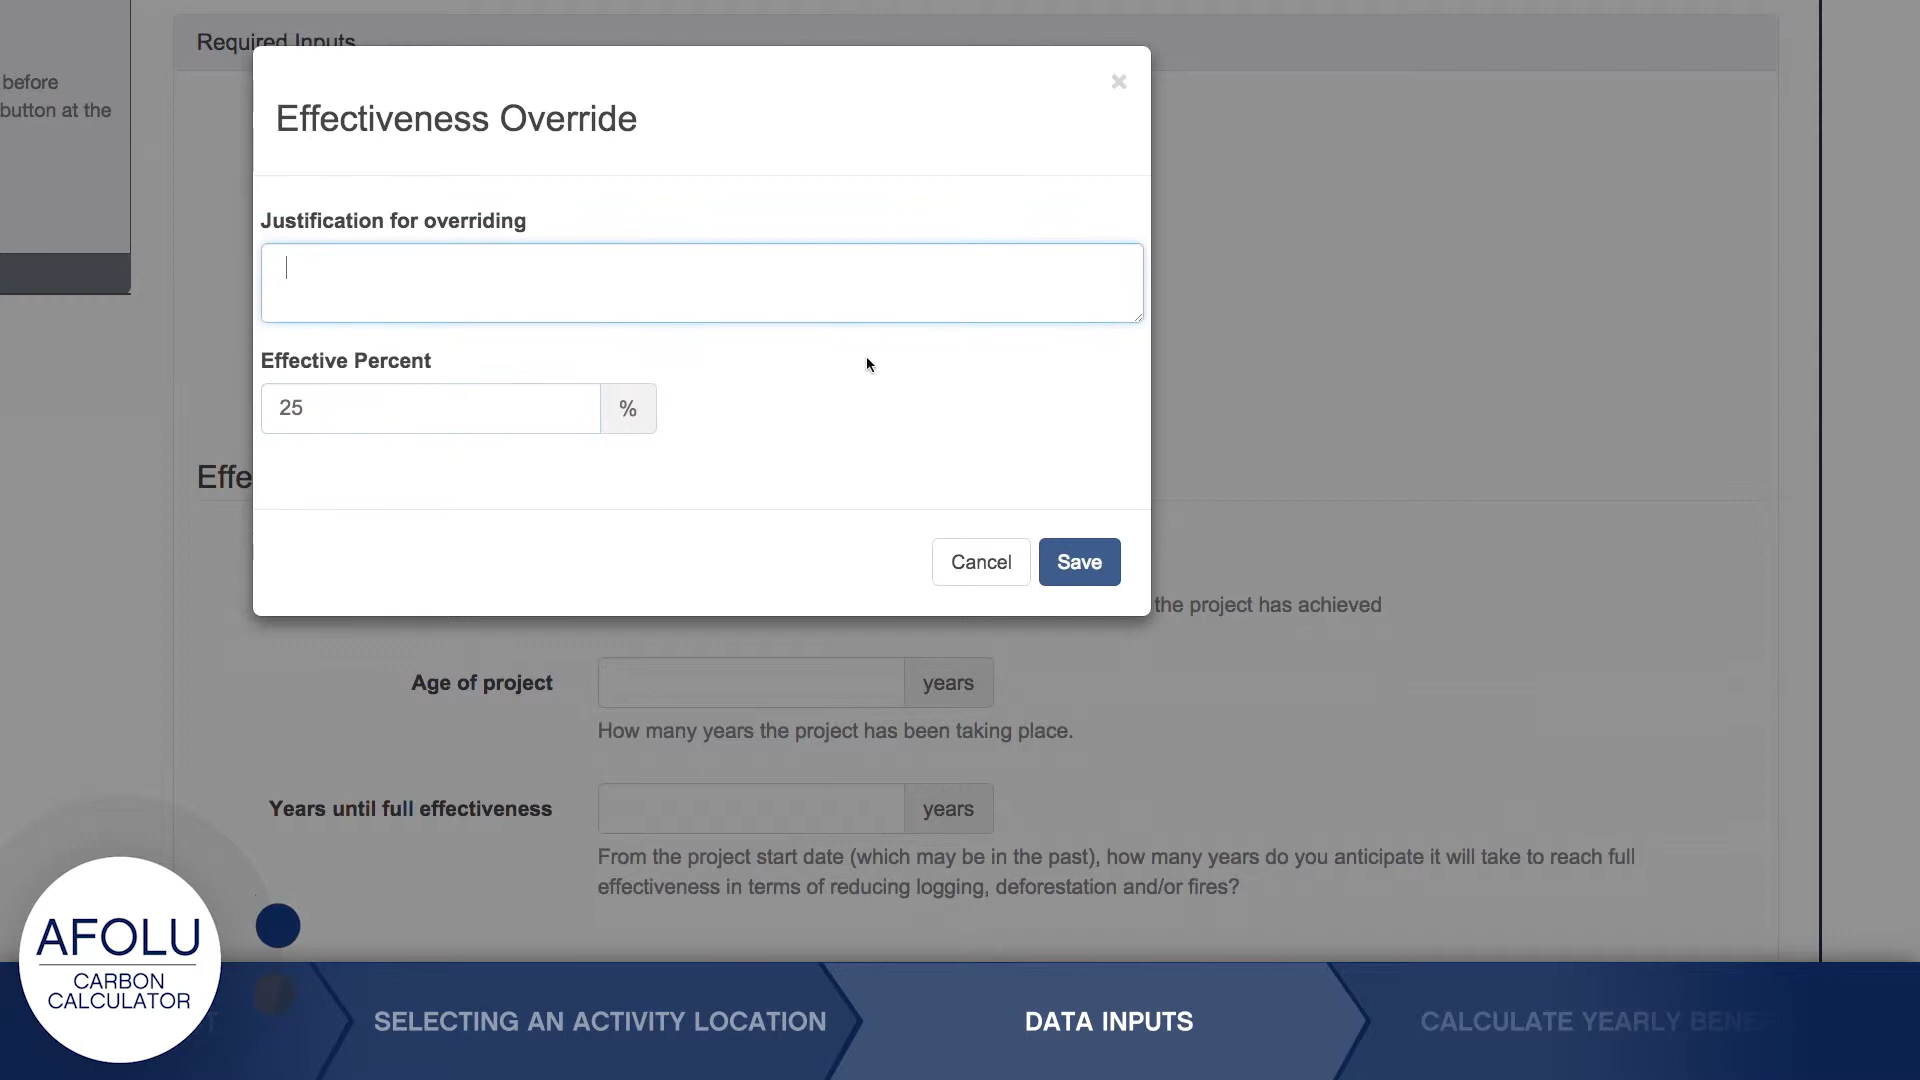 before
button at the
Required Inputs
×
Effectiveness Override
Justification for overriding
Effective Percent
25 %
Effe
Cancel Save
the project has achieved
Age of project years
How many years the project has been taking place.
Years until full effectiveness years
From the project start date (which may be in the past), how many years do you anticipate it will take to reach full
effectiveness in terms of reducing logging, deforestation and/or fires?
AFOLU
CARBON
CALCULATOR
T
SELECTING AN ACTIVITY LOCATION
DATA INPUTS
CALCULATE YEARLY BENE